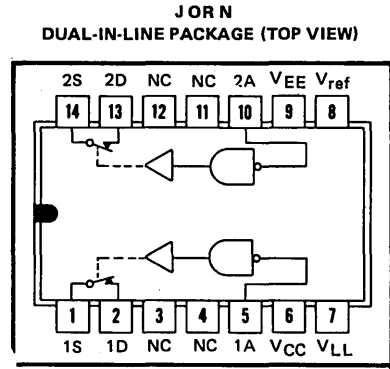 J OR N
DUAL-IN-LINE PACKAGE (TOP VIEW)
2S 2D NC NC 2A VEE Vref
14 13 12 11 10 9 8
1 2 3 4 5 6 7
1S 1D NC NC 1A VCC VLL